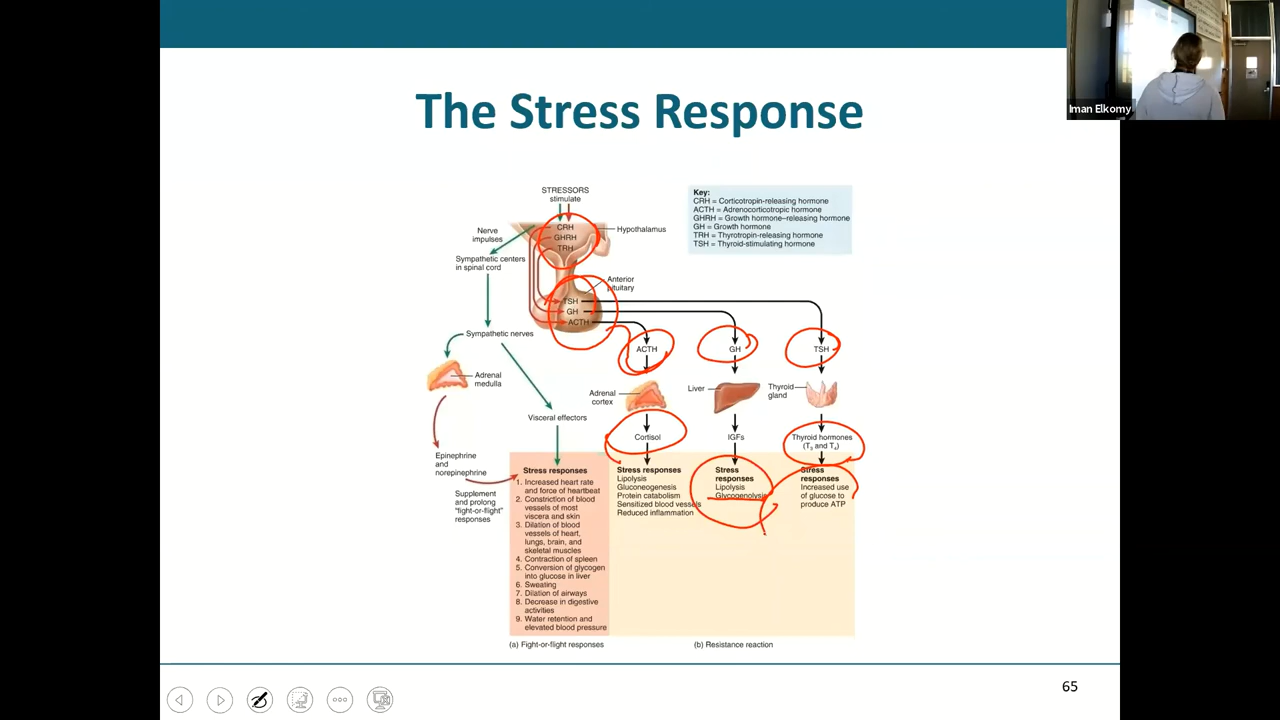 Iman Elkomy
The Stress Response
STRESSORS
stimulate
Key:
CRH = Corticotropin-releasing hormone
ACTH = Adrenocorticotropic hormone
GHRH = Growth hormone–releasing hormone
GH = Growth hormone
TRH = Thyrotropin-releasing hormone
TSH = Thyroid-stimulating hormone
CRH
GHRH
TRH
Hypothalamus
Nerve
impulses
Sympathetic centers
in spinal cord
Anterior
pituitary
TSH
GH
ACTH
Sympathetic nerves
ACTH
GH
TSH
Adrenal
medulla
Adrenal
cortex
Liver
Thyroid
gland
Visceral effectors
Cortisol
IGFs
Thyroid hormones
(T3 and T4)
Epinephrine
and
norepinephrine
Supplement
and prolong
"fight-or-flight"
responses
Stress responses
1. Increased heart rate
and force of heartbeat
2. Constriction of blood
vessels of most
viscera and skin
3. Dilation of blood
vessels of heart,
lungs, brain, and
skeletal muscles
4. Contraction of spleen
5. Conversion of glycogen
into glucose in liver
6. Sweating
7. Dilation of airways
8. Decrease in digestive
activities
9. Water retention and
elevated blood pressure
Stress responses
Lipolysis
Gluconeogenesis
Protein catabolism
Sensitized blood vessels
Reduced inflammation
Stress
responses
Lipolysis
Glycogenolysis
Stress
responses
Increased use
of glucose to
produce ATP
(a) Fight-or-flight responses
(b) Resistance reaction
65